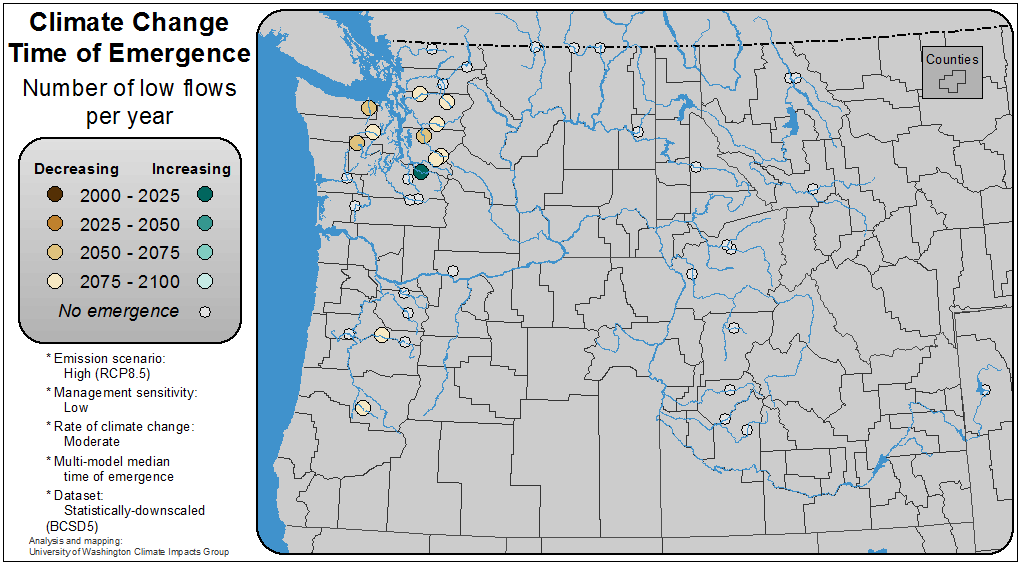 Climate Change
Time of Emergence
Number of low flows
per year
Decreasing Increasing
2000 - 2025
2025 - 2050
2050 - 2075
2075 - 2100
No emergence
* Emission scenario:
High (RCP8.5)
* Management sensitivity:
Low
* Rate of climate change:
Moderate
* Multi-model median
time of emergence
* Dataset:
Statistically-downscaled
(BCSD5)
Analysis and mapping:
University of Washington Climate Impacts Group
Counties